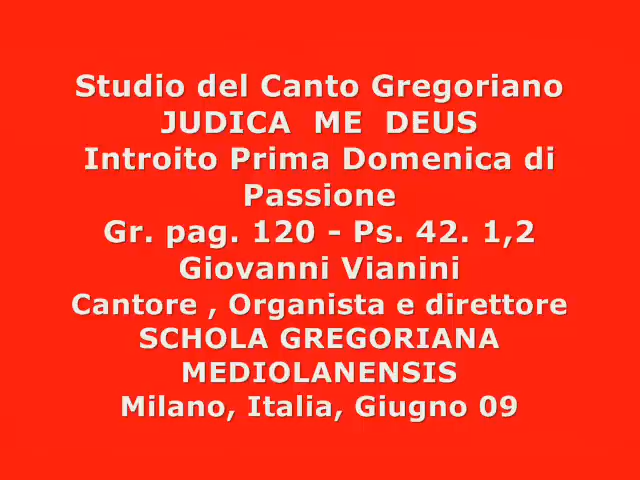 Studio del Canto Gregoriano
JUDICA ME DEUS
Introito Prima Domenica di
Passione
Gr. pag. 120 - Ps. 42. 1,2
Giovanni Vianini
Cantore , Organista e direttore
SCHOLA GREGORIANA
MEDIOLANENSIS
Milano, Italia, Giugno 09